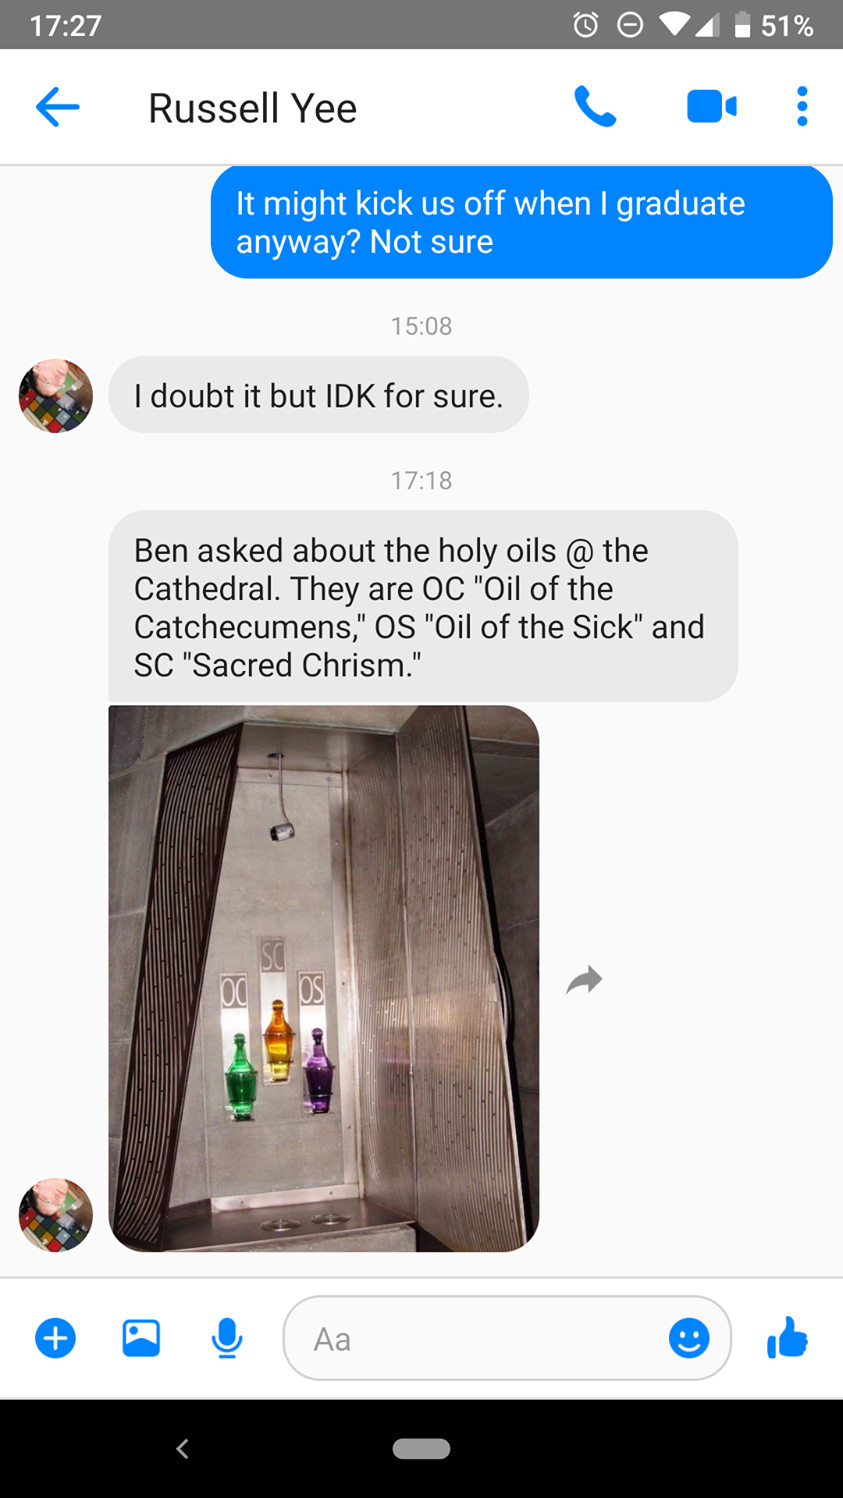 17:27
51%
Russell Yee
It might kick us off when I graduate
anyway? Not sure
15:08
I doubt it but IDK for sure.
17:18
Ben asked about the holy oils @ the
Cathedral. They are OC "Oil of the
Catchecumens," OS "Oil of the Sick" and
SC "Sacred Chrism."
SC
OC
OS
Aa